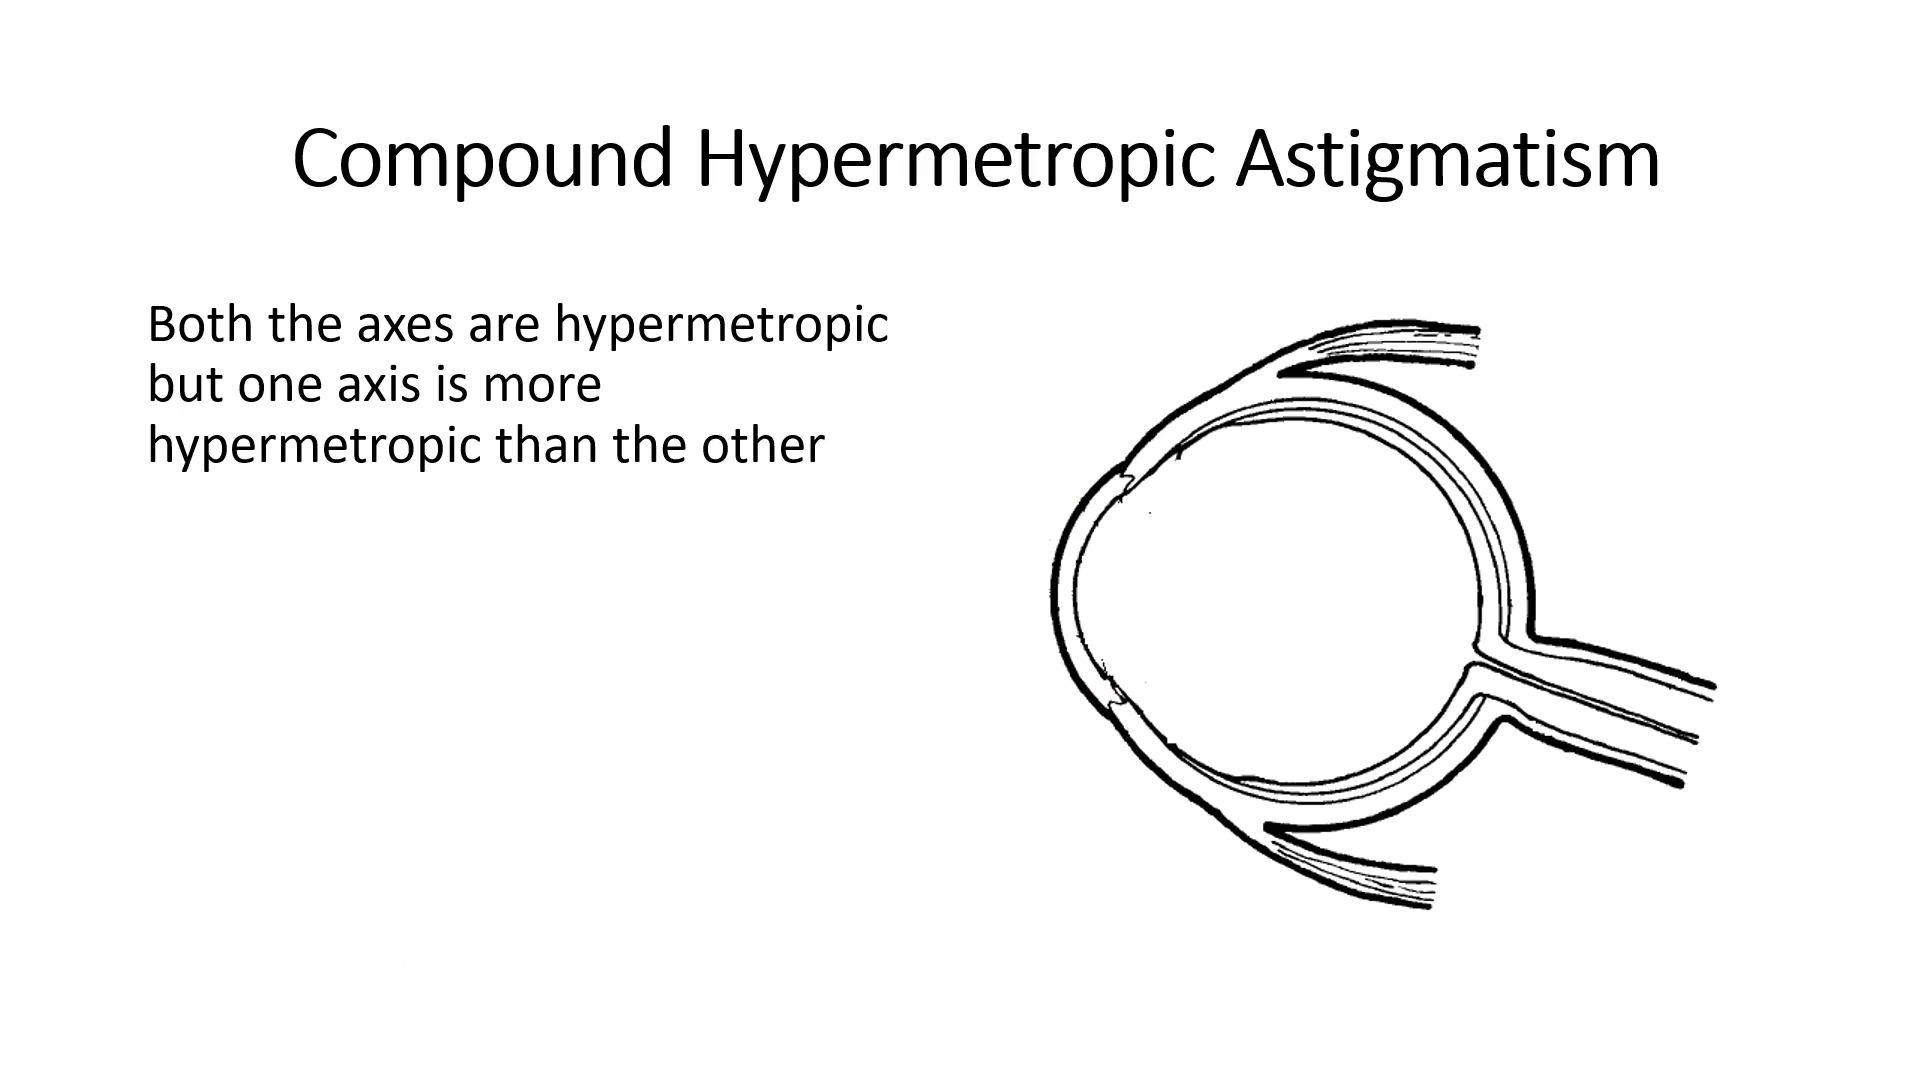 Compound Hypermetropic Astigmatism
Both the axes are hypermetropic
but one axis is more
hypermetropic than the other